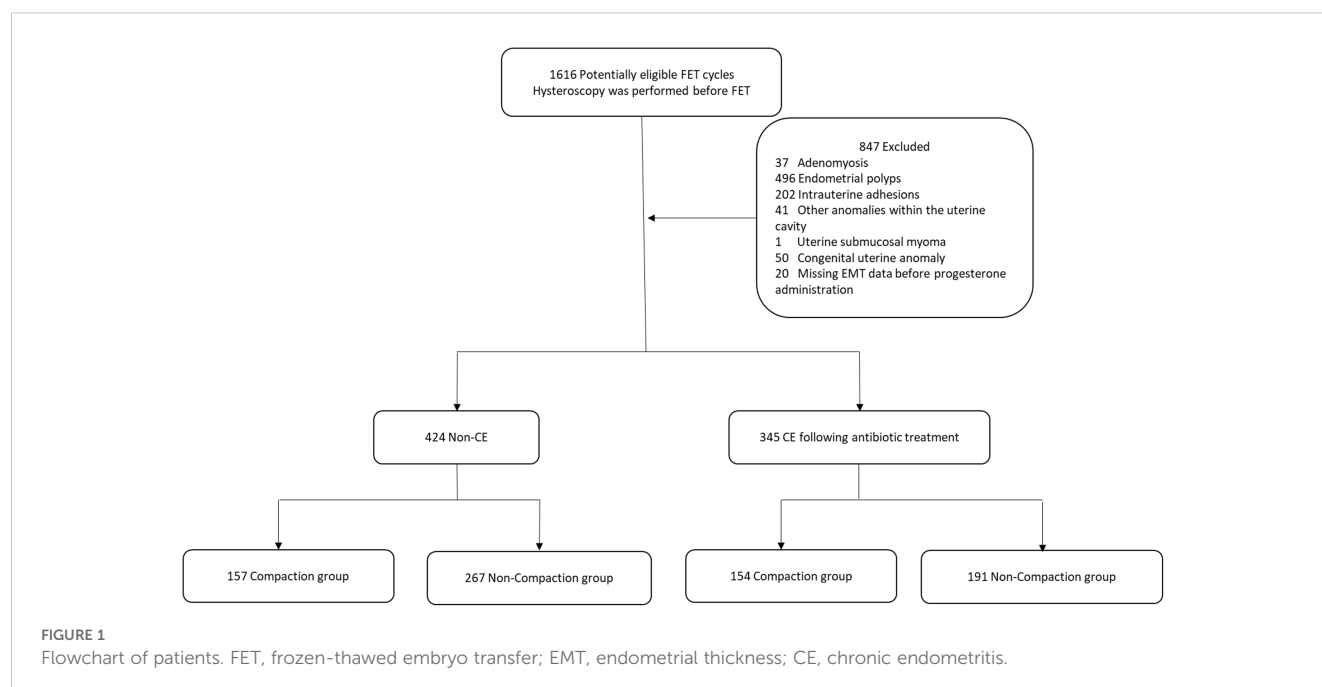 1616 Potentially eligible FET cycles
Hysteroscopy was performed before FET
847 Excluded
37 Adenomyosis
496 Endometrial polyps
202 Intrauterine adhesions
41 Other anomalies within the uterine
cavity
1 Uterine submucosal myoma
50 Congenital uterine anomaly
20 Missing EMT data before progesterone
administration
424 Non-CE
345 CE following antibiotic treatment
157 Compaction group
267 Non-Compaction group
154 Compaction group
191 Non-Compaction group
FIGURE 1
Flowchart of patients. FET, frozen-thawed embryo transfer; EMT, endometrial thickness; CE, chronic endometritis.